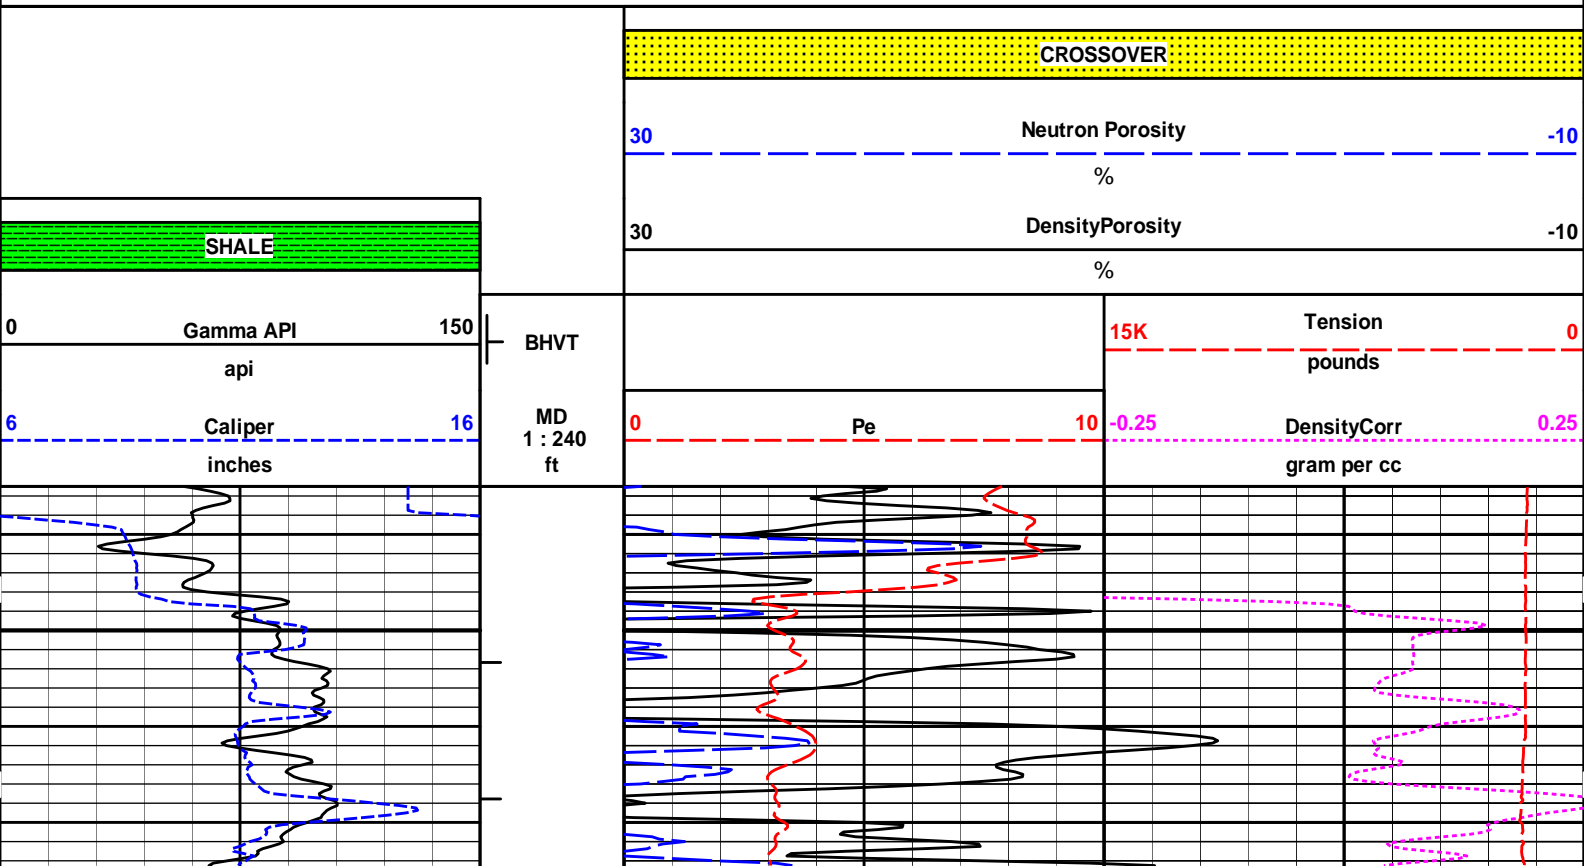 CROSSOVER
Neutron Porosity
30 -10
%
DensityPorosity
30 -10
%
SHALE
0 Gamma API 150
api
6 Caliper 16
inches
BHVT
MD
1 : 240
ft
0 Pe 10
Tension
15K 0
pounds
-0.25 DensityCorr 0.25
gram per cc